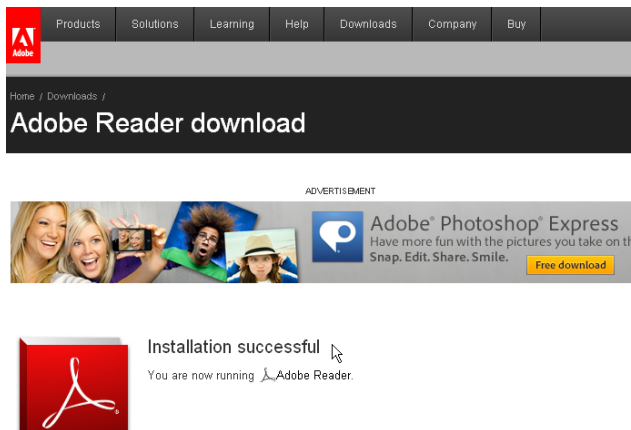 Products Solutions Learning Help Downloads Company Buy
Adobe
Home / Downloads /
Adobe Reader download
ADVERTISEMENT
Adobe® Photoshop® Express
Have more fun with the pictures you take on
Snap. Edit. Share. Smile.
Free download
Installation successful
You are now running Adobe Reader.